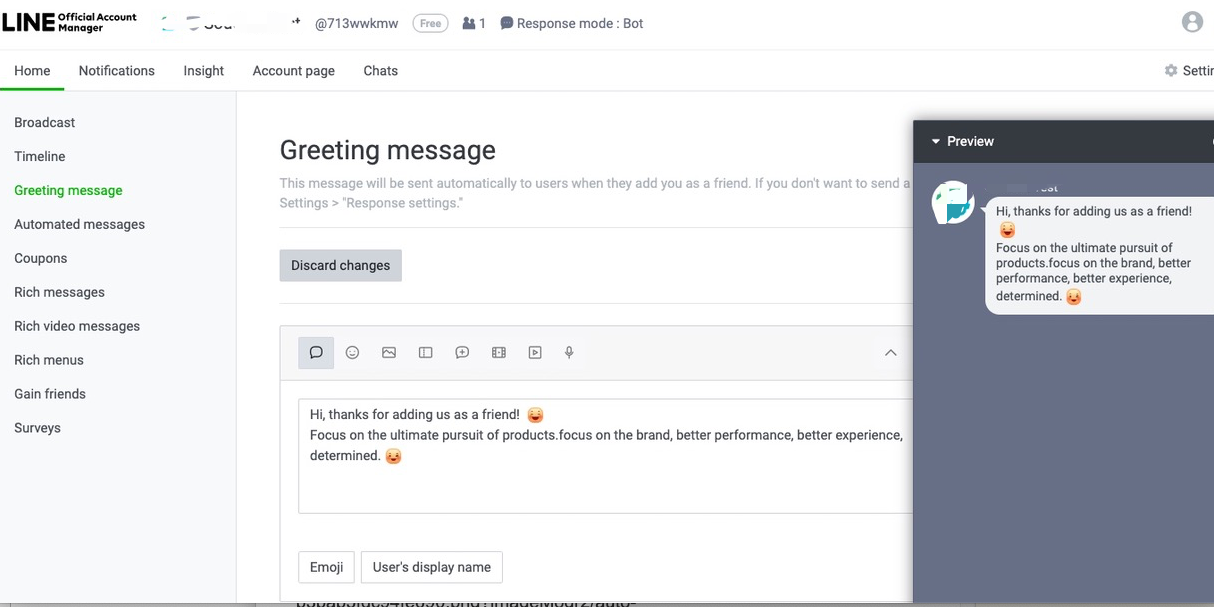 LINE Official Account
Manager
@713wwkmw Free 1 Response mode : Bot
Home Notifications Insight Account page Chats Settin
Broadcast
Timeline
Greeting message
Automated messages
Coupons
Rich messages
Rich video messages
Rich menus
Gain friends
Surveys
Greeting message
This message will be sent automatically to users when they add you as a friend. If you don't want to send a
Settings > "Response settings."
Discard changes
Hi, thanks for adding us as a friend!
Focus on the ultimate pursuit of products.focus on the brand, better performance, better experience,
determined.
Emoji User's display name
Preview
Hi, thanks for adding us as a friend!
Focus on the ultimate pursuit of
products.focus on the brand, better
performance, better experience,
determined.